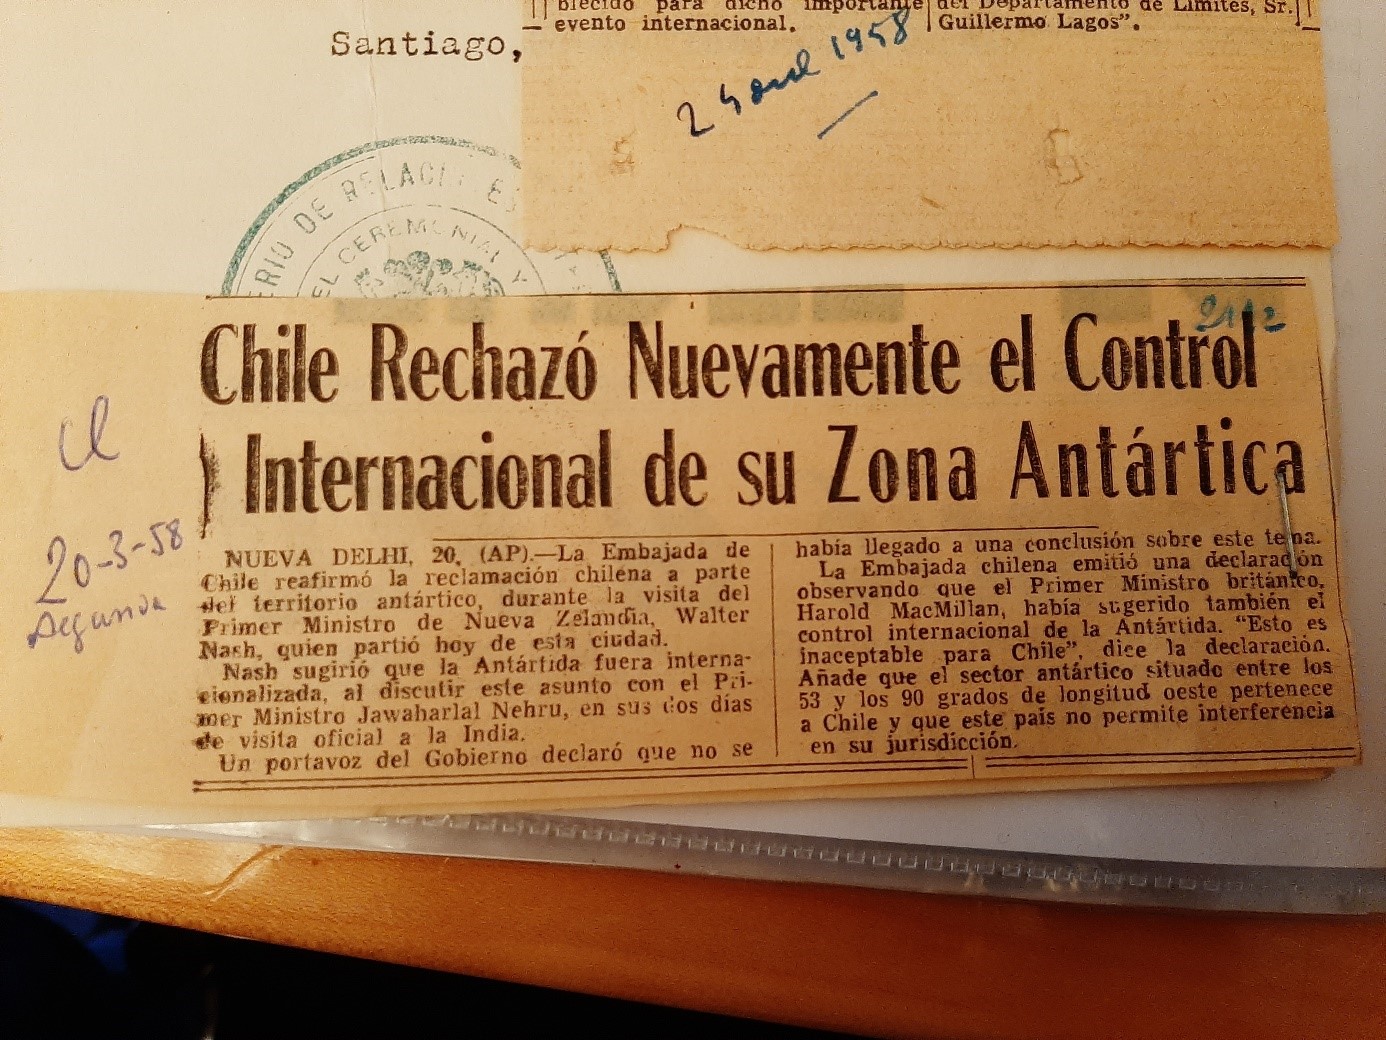 blecido para dicho importante
evento internacional.
del Departamento de Límites, Sr.
Guillermo Lagos”.
Santiago,
1958
ERIO DE RELACI ES
EL CEREMONIAL Y
2112
Chile Rechazó Nuevamente el Control
Internacional de su Zona Antártica
20-3-58
Segunda
NUEVA DELHI, 20, (AP).—La Embajada de
Chile reafirmó la reclamación chilena a parte
del territorio antártico, durante la visita del
Primer Ministro de Nueva Zelandia, Walter
Nash, quien partió hoy de esta ciudad.
Nash sugirió que la Antártida fuera interna-
cionalizada, al discutir este asunto con el Pri-
mer Ministro Jawaharlal Nehru, en sus dos días
de visita oficial a la India.
Un portavoz del Gobierno declaró que no se
había llegado a una conclusión sobre este tema.
La Embajada chilena emitió una declaración
observando que el Primer Ministro británico,
Harold MacMillan, había sugerido también el
control internacional de la Antártida. “Esto es
inaceptable para Chile”, dice la declaración.
Añade que el sector antártico situado entre los
53 y los 90 grados de longitud oeste pertenece
a Chile y que este país no permite interferencia
en su jurisdicción.